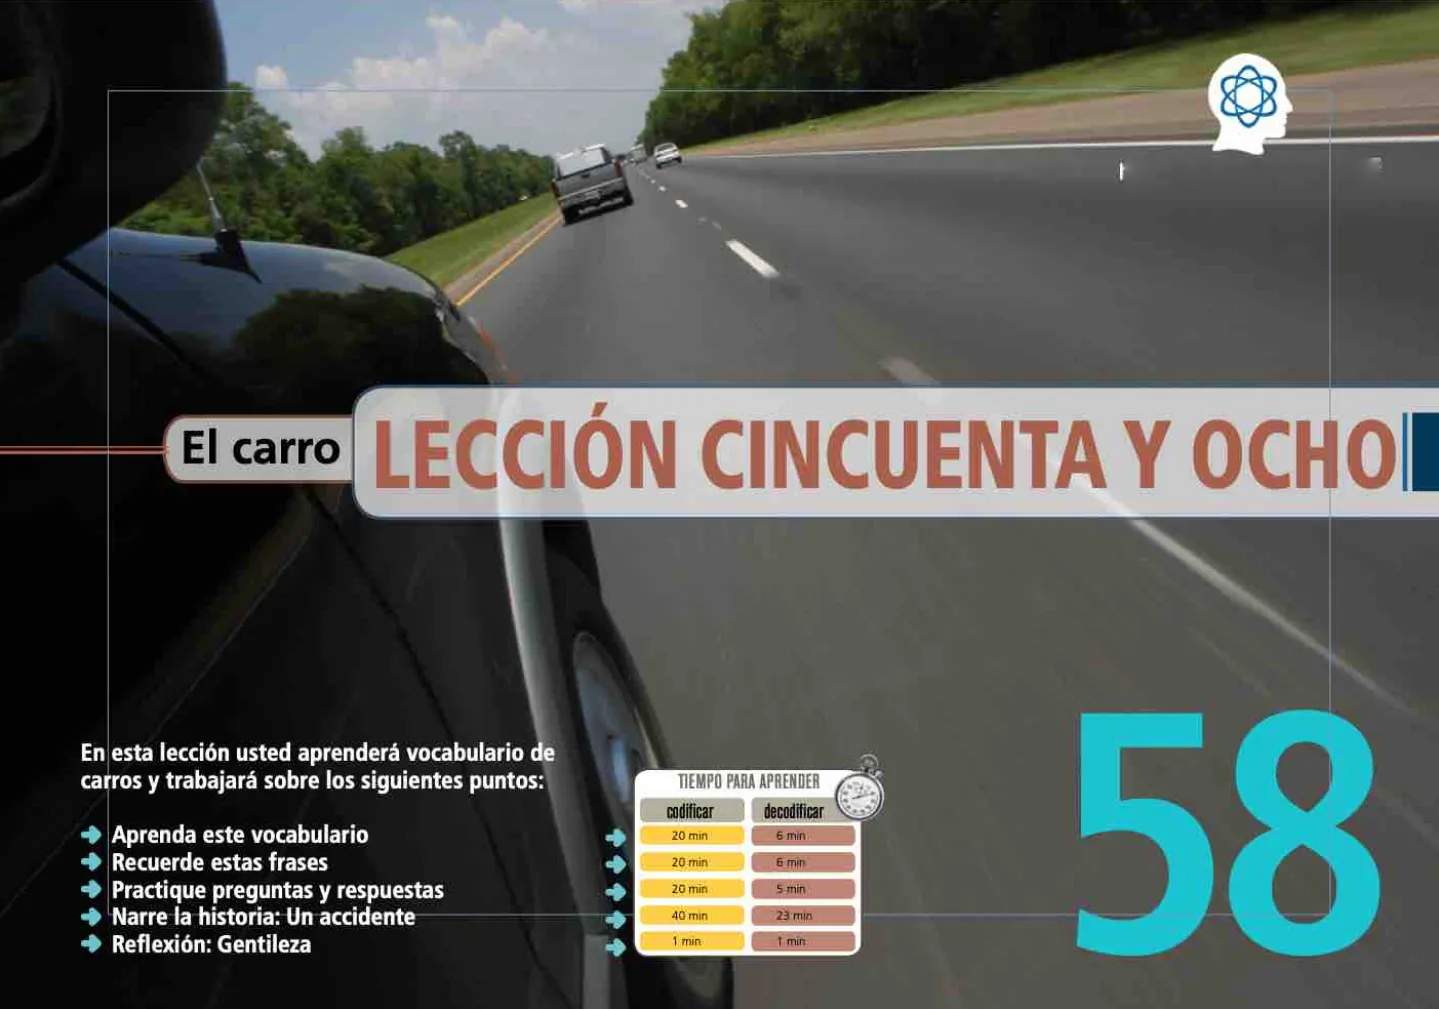 El carro
LECCIÓN CINCUENTA Y OCHO
En esta lección usted aprenderá vocabulario de
carros y trabajará sobre los siguientes puntos:
Aprenda este vocabulario
Recuerde estas frases
Practique preguntas y respuestas
Narre la historia: Un accidente
Reflexión: Gentileza
TIEMPO PARA APRENDER
codificar decodificar
20 min 6 min
20 min 6 min
20 min 5 min
40 min 23 min
1 min 1 min
58